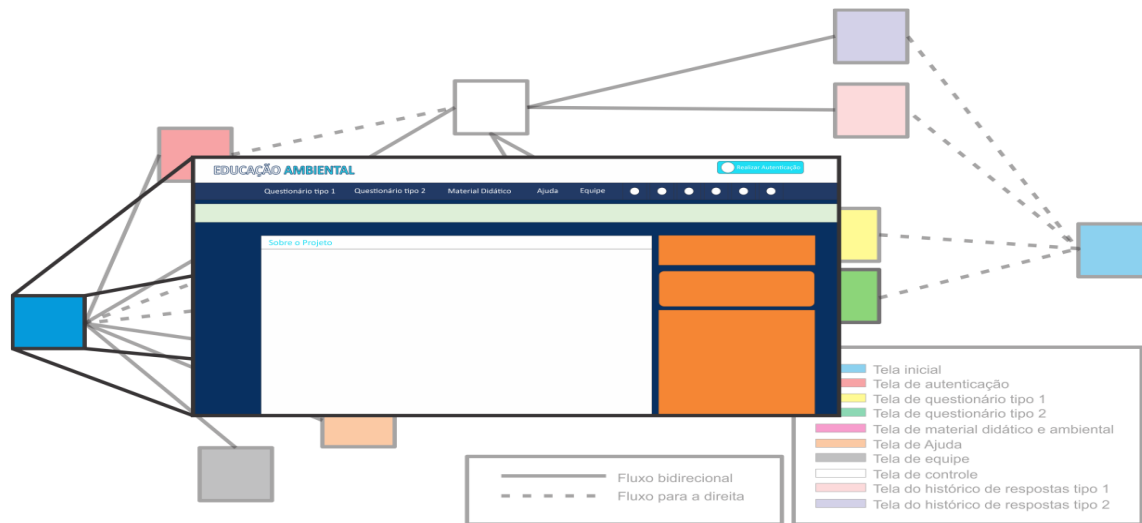 EDUCAÇÃO AMBIENTAL
Realizar Autenticação
Questionário tipo 1 Questionário tipo 2 Material Didático Ajuda Equipe
Sobre o Projeto
Tela inicial
Tela de autenticação
Tela de questionário tipo 1
Tela de questionário tipo 2
Tela de material didático e ambiental
Tela de Ajuda
Tela de equipe
Tela de controle
Tela do histórico de respostas tipo 1
Tela do histórico de respostas tipo 2
Fluxo bidirecional
Fluxo para a direita